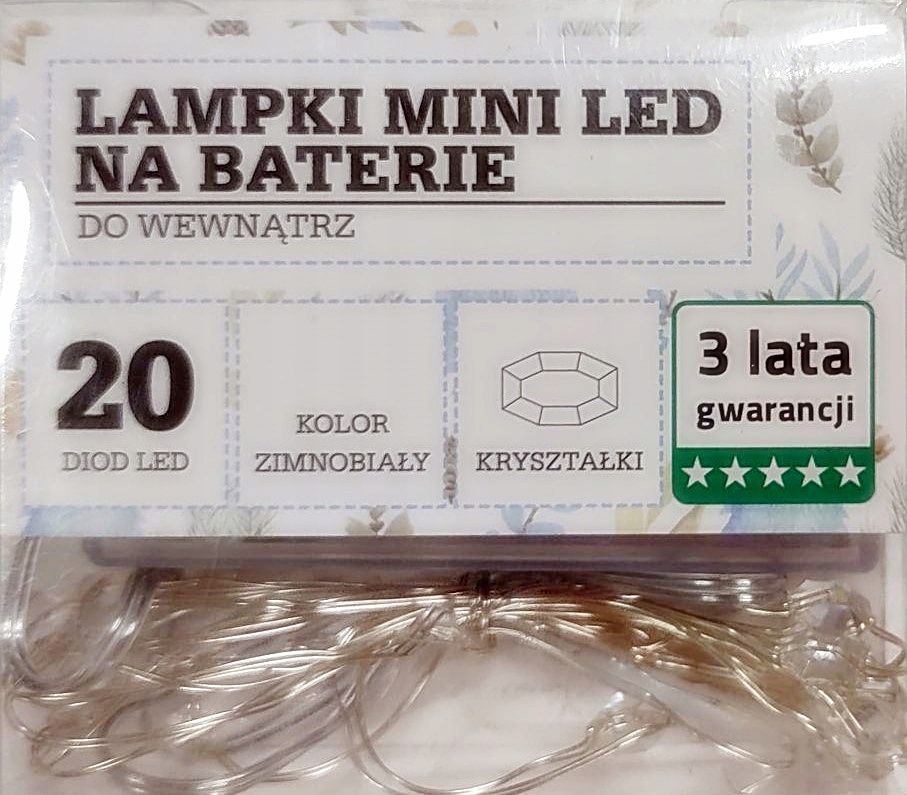 LAMPKI MINI LED
NA BATERIE
DO WEWNĄTRZ
20
DIOD LED
KOLOR
ZIMNOBIAŁY
KRYSZTAŁKI
3 lata
gwarancji